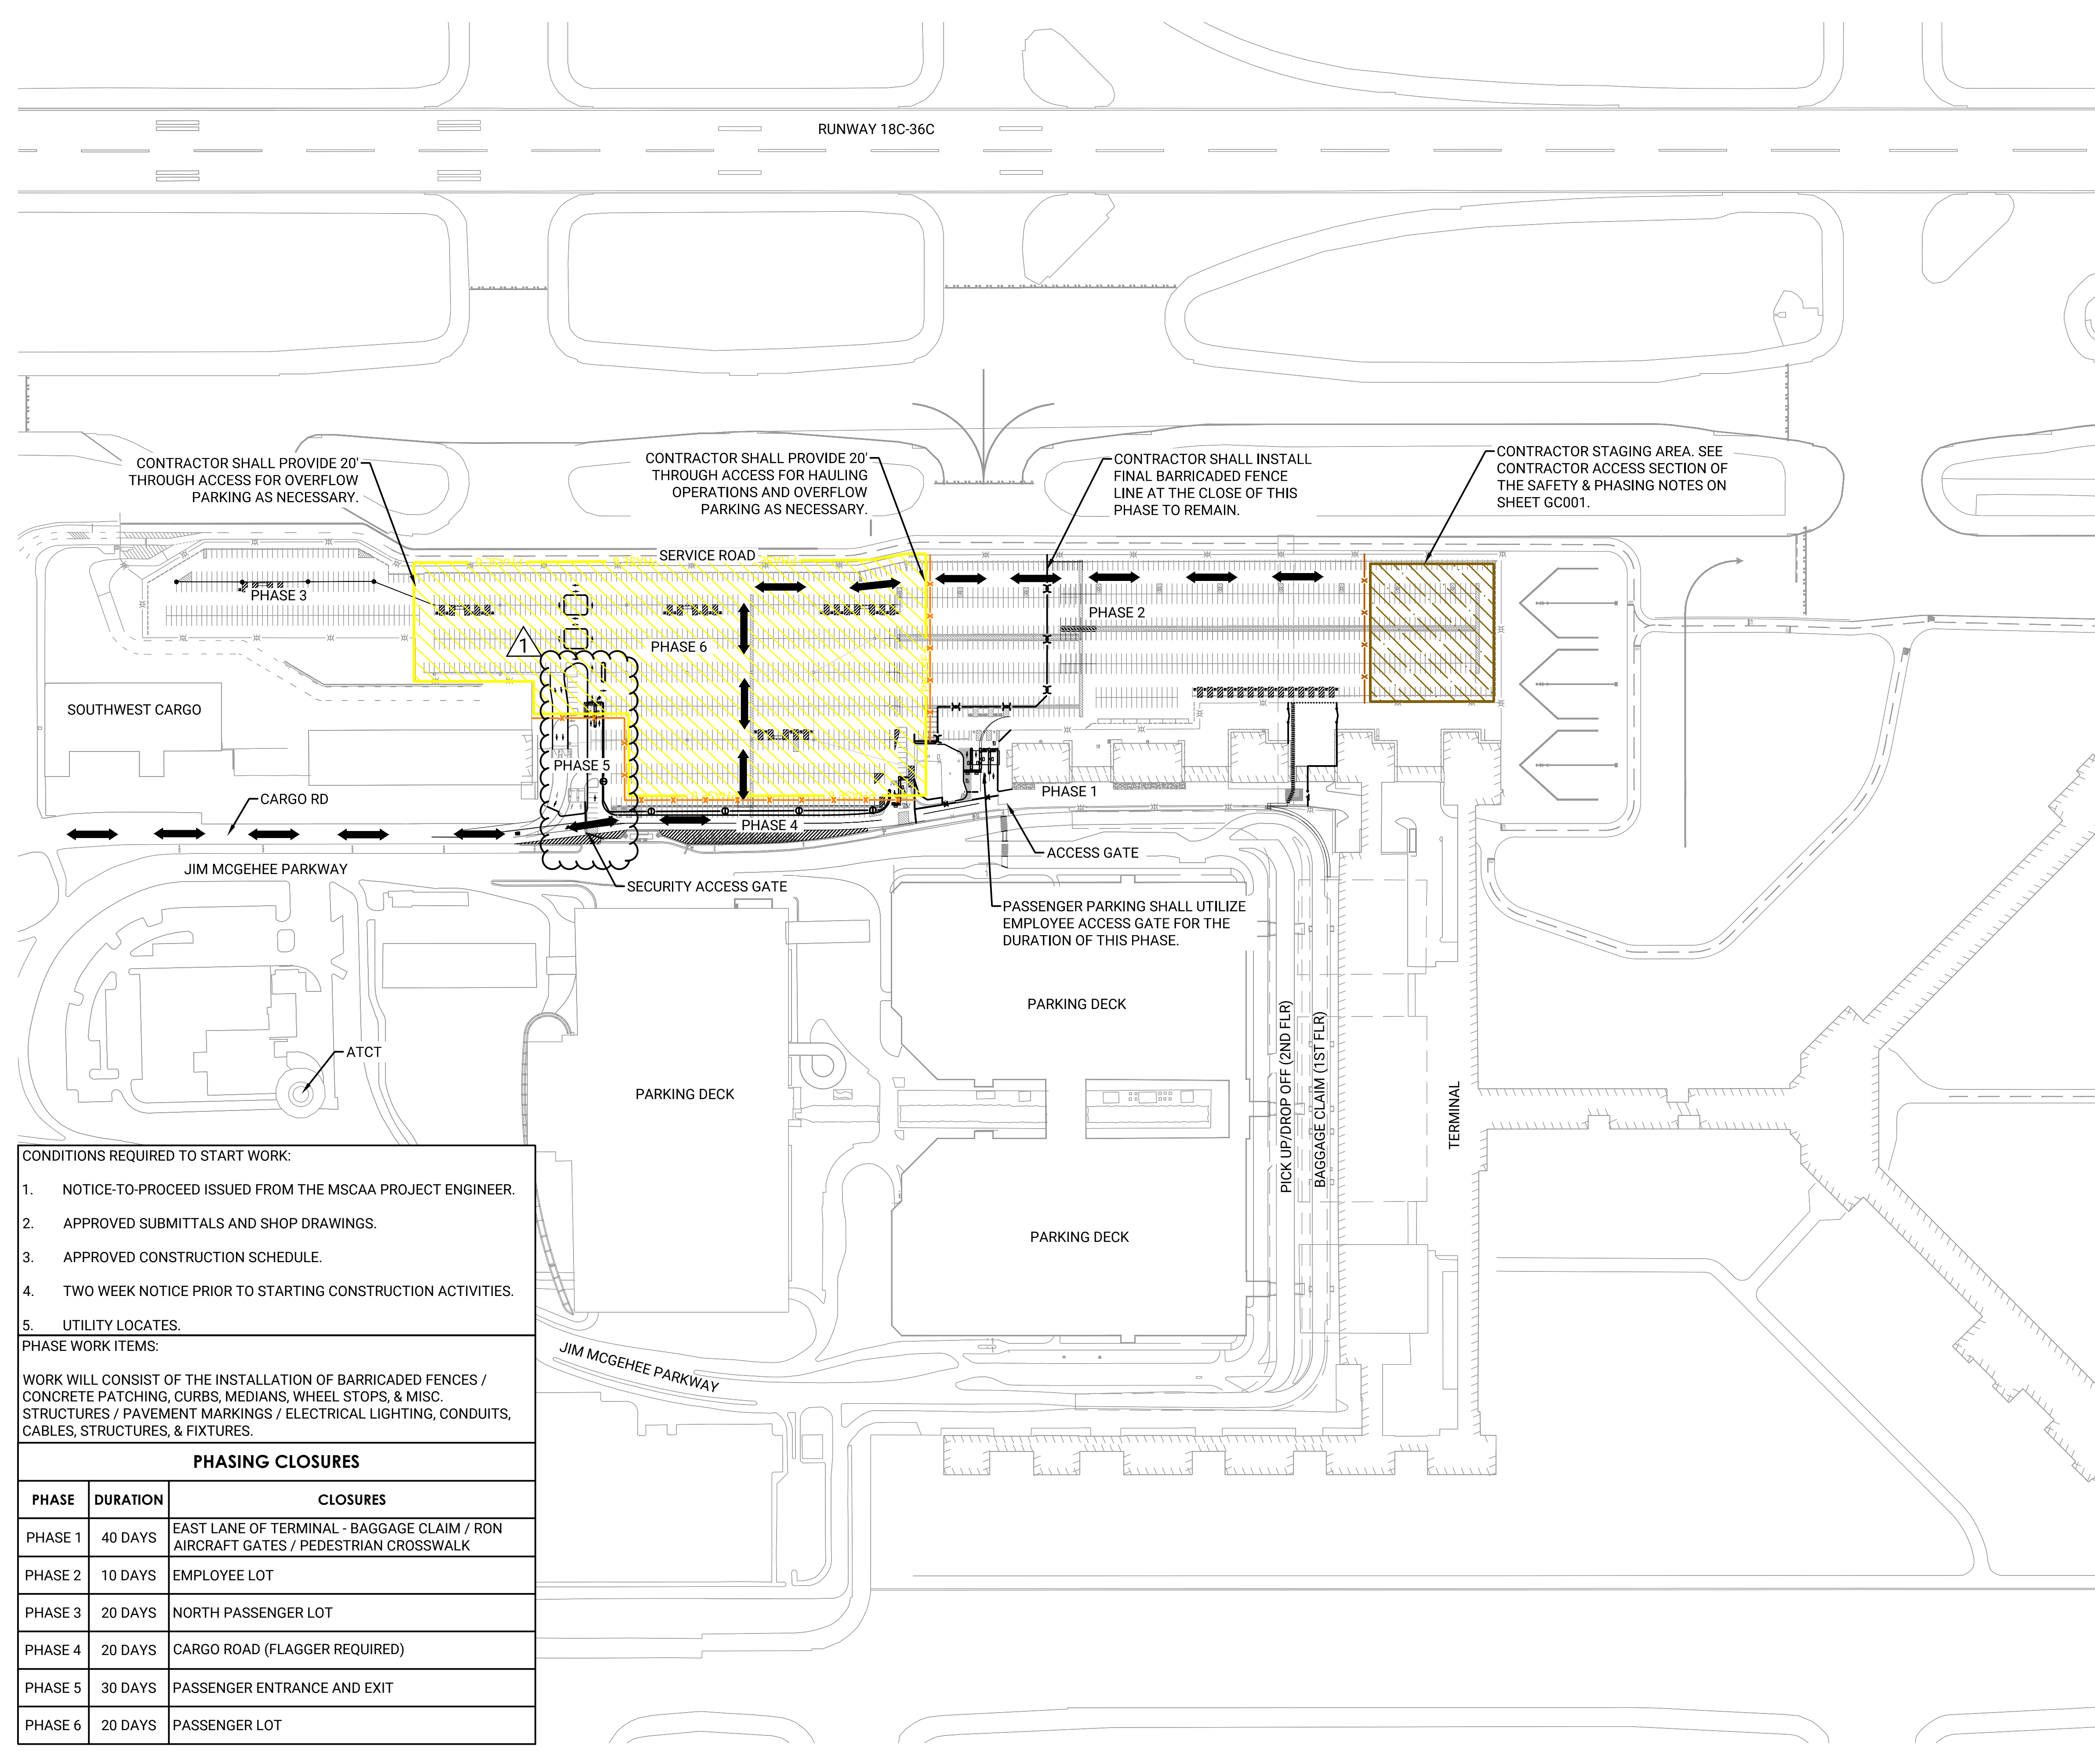 RUNWAY 18C-36C
CONTRACTOR SHALL PROVIDE 20'
THROUGH ACCESS FOR OVERFLOW
PARKING AS NECESSARY.
CONTRACTOR SHALL PROVIDE 20'
THROUGH ACCESS FOR HAULING
OPERATIONS AND OVERFLOW
PARKING AS NECESSARY.
CONTRACTOR SHALL INSTALL
FINAL BARRICADED FENCE
LINE AT THE CLOSE OF THIS
PHASE TO REMAIN.
CONTRACTOR STAGING AREA. SEE
CONTRACTOR ACCESS SECTION OF
THE SAFETY & PHASING NOTES ON
SHEET GC001.
SERVICE ROAD
PHASE 3
PHASE 2
1
PHASE 6
SOUTHWEST CARGO
PHASE 5
PHASE 1
CARGO RD
PHASE 4
JIM MCGEHEE PARKWAY
ACCESS GATE
SECURITY ACCESS GATE
PASSENGER PARKING SHALL UTILIZE
EMPLOYEE ACCESS GATE FOR THE
DURATION OF THIS PHASE.
PARKING DECK
ATCT
PARKING DECK
PICK UP/DROP OFF (2ND FLR)
BAGGAGE CLAIM (1ST FLR)
TERMINAL
PARKING DECK
JIM MCGEHEE PARKWAY
CONDITIONS REQUIRED TO START WORK:
1. NOTICE-TO-PROCEED ISSUED FROM THE MSCAA PROJECT ENGINEER.
2. APPROVED SUBMITTALS AND SHOP DRAWINGS.
3. APPROVED CONSTRUCTION SCHEDULE.
4. TWO WEEK NOTICE PRIOR TO STARTING CONSTRUCTION ACTIVITIES.
5. UTILITY LOCATES.
PHASE WORK ITEMS:
WORK WILL CONSIST OF THE INSTALLATION OF BARRICADED FENCES /
CONCRETE PATCHING, CURBS, MEDIANS, WHEEL STOPS, & MISC.
STRUCTURES / PAVEMENT MARKINGS / ELECTRICAL LIGHTING, CONDUITS,
CABLES, STRUCTURES, & FIXTURES.
PHASING CLOSURES
PHASE DURATION CLOSURES
PHASE 1 40 DAYS EAST LANE OF TERMINAL - BAGGAGE CLAIM / RON
AIRCRAFT GATES / PEDESTRIAN CROSSWALK
PHASE 2 10 DAYS EMPLOYEE LOT
PHASE 3 20 DAYS NORTH PASSENGER LOT
PHASE 4 20 DAYS CARGO ROAD (FLAGGER REQUIRED)
PHASE 5 30 DAYS PASSENGER ENTRANCE AND EXIT
PHASE 6 20 DAYS PASSENGER LOT